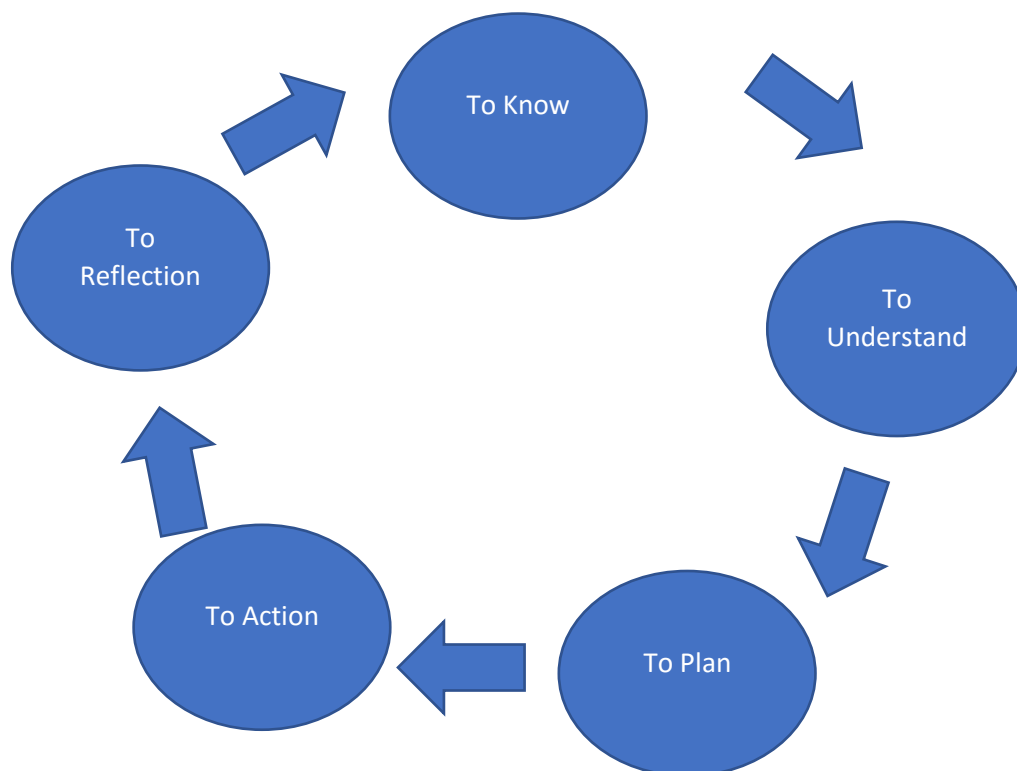 To Know
To
Understand
To Plan
To Action
To
Reflection